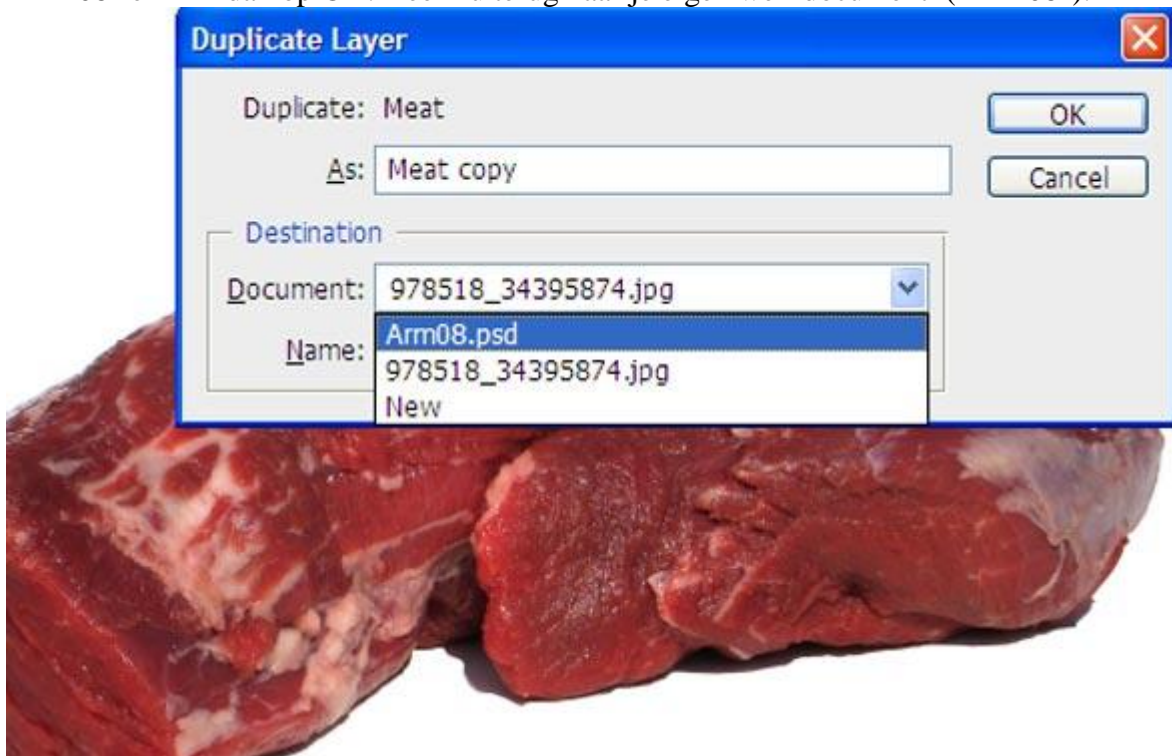 Duplicate Layer
Duplicate: Meat
OK
As: Meat copy
Cancel
Destination
Document: 978518_34395874.jpg
Arm08.psd
Name:
978518_34395874.jpg
New